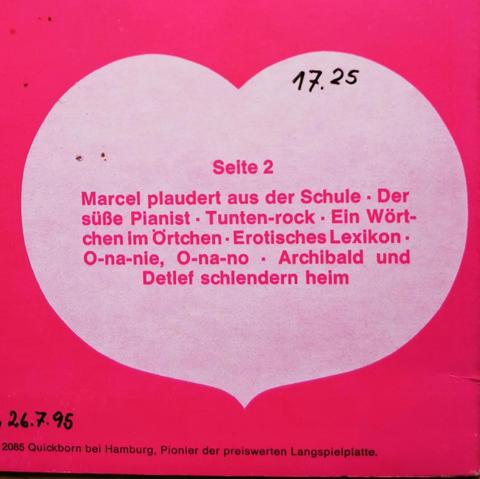 17.25
Seite 2
Marcel plaudert aus der Schule · Der
süße Pianist · Tunten-rock · Ein Wört-
chen im Örtchen · Erotisches Lexikon ·
O-na-nie, O-na-no · Archibald und
Detlef schlendern heim
26.7.95
2085 Quickborn bei Hamburg, Pionier der preiswerten Langspielplatte.